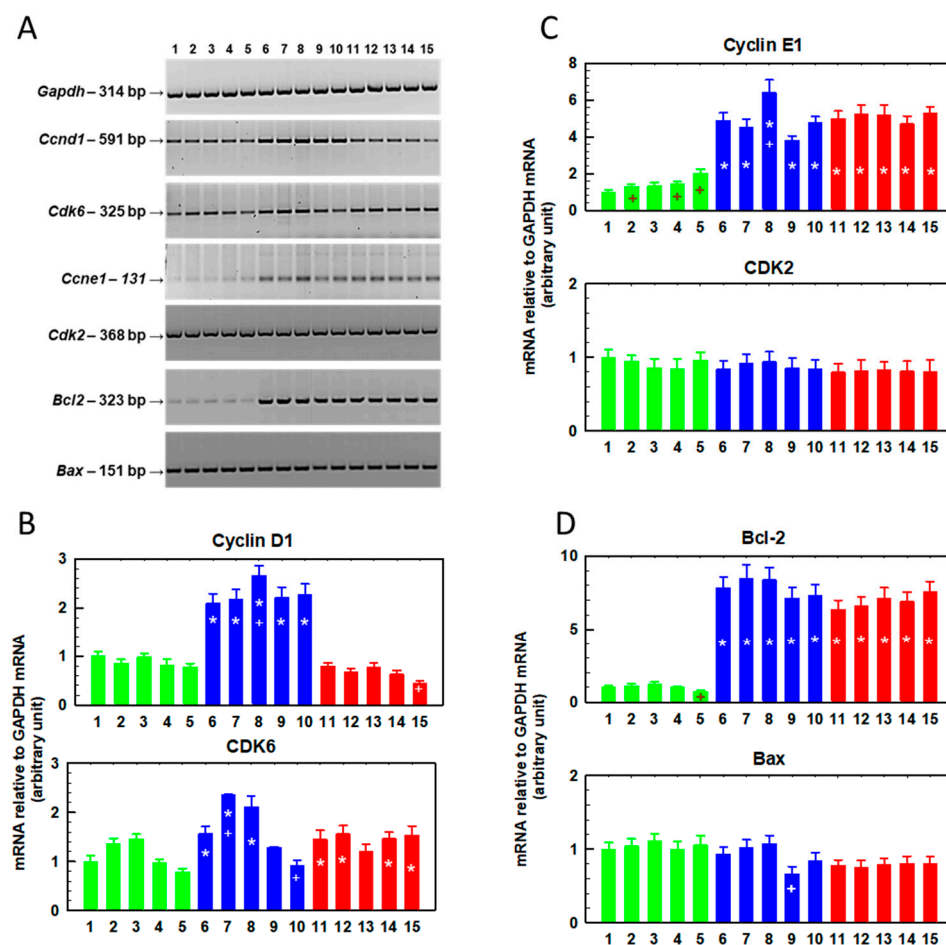 A
1 2 3 4 5 6 7 8 9 10 11 12 13 14 15
Gapdh – 314 bp →
Ccnd1 – 591 bp →
Cdk6 – 325 bp →
Ccne1 – 131 →
Cdk2 – 368 bp →
Bcl2 – 323 bp →
Bax – 151 bp →
B
Cyclin D1
mRNA relative to GAPDH mRNA
(arbitrary unit)
3
2
1
0
* * * + * * +
1 2 3 4 5 6 7 8 9 10 11 12 13 14 15
CDK6
3
2
1
0
* * + * + * * * *
1 2 3 4 5 6 7 8 9 10 11 12 13 14 15
C
Cyclin E1
mRNA relative to GAPDH mRNA
(arbitrary unit)
8
6
4
2
0
+ + + * * * + * * * * * * *
1 2 3 4 5 6 7 8 9 10 11 12 13 14 15
CDK2
2
1
0
1 2 3 4 5 6 7 8 9 10 11 12 13 14 15
D
Bcl-2
mRNA relative to GAPDH mRNA
(arbitrary unit)
10
5
0
+ * * * * * * * * * *
1 2 3 4 5 6 7 8 9 10 11 12 13 14 15
Bax
2
1
0
+
1 2 3 4 5 6 7 8 9 10 11 12 13 14 15